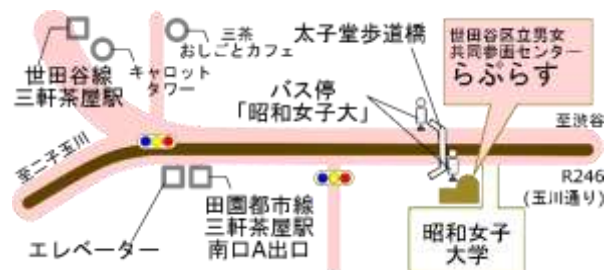 世田谷線
三軒茶屋駅
キャロット
タワー
三茶
おしごとカフェ
太子堂歩道橋
世田谷区立男女
共同参画センター
らぷらす
バス停
「昭和女子大」
至渋谷
至二子玉川
R246
(玉川通り)
エレベーター
田園都市線
三軒茶屋駅
南口A出口
昭和女子
大学